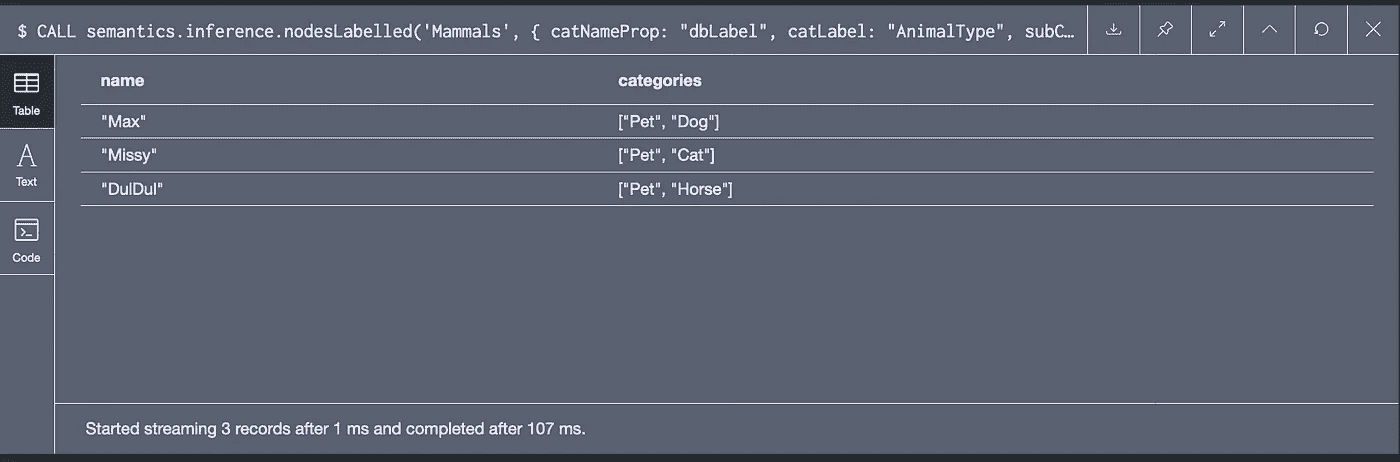 $ CALL semantics.inference.nodesLabelled('Mammals', { catNameProp: "dbLabel", catLabel: "AnimalType", subC…
Table
Text
Code
name categories
"Max" ["Pet", "Dog"]
"Missy" ["Pet", "Cat"]
"DulDul" ["Pet", "Horse"]
Started streaming 3 records after 1 ms and completed after 107 ms.